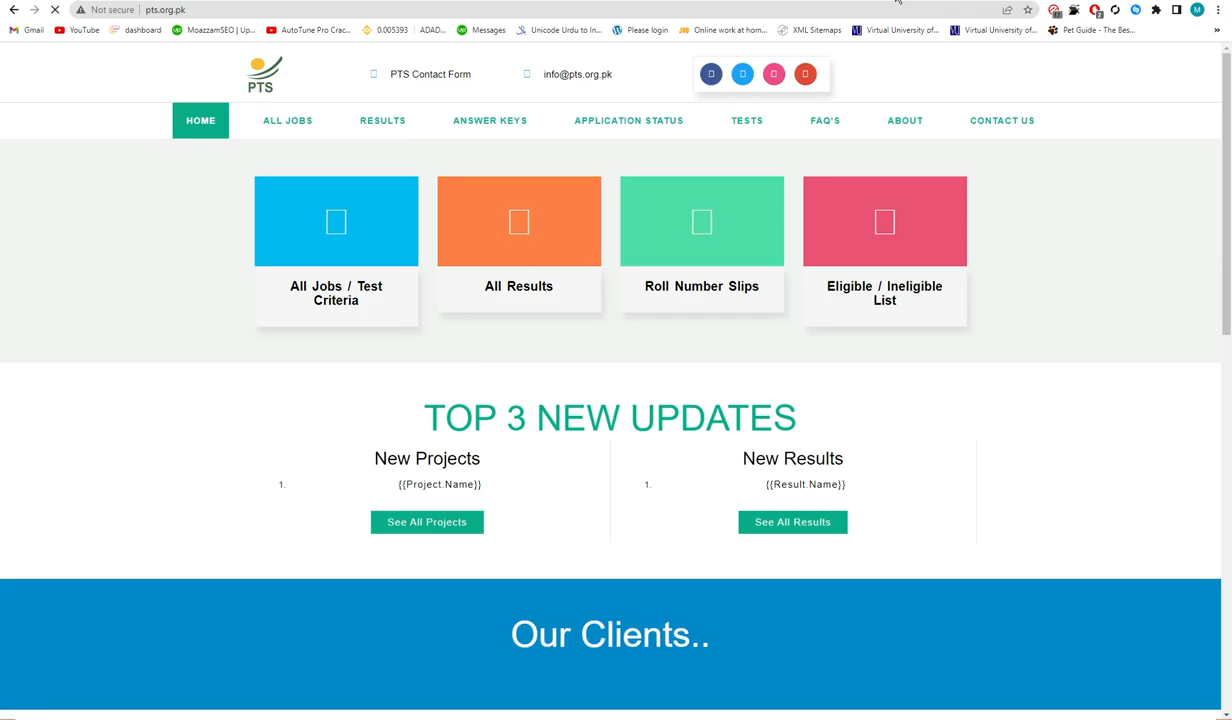 Not secure pts.org.pk
Gmail YouTube dashboard MoazzamSEO | Up... AutoTune Pro Crac... 0.005393 | ADAD... Messages Unicode Urdu to In... Please login Online work at hom... XML Sitemaps Virtual University of... Virtual University of... Pet Guide - The Bes... »
PTS
PTS Contact Form info@pts.org.pk
HOME ALL JOBS RESULTS ANSWER KEYS APPLICATION STATUS TESTS FAQ'S ABOUT CONTACT US
All Jobs / Test
Criteria
All Results
Roll Number Slips
Eligible / Ineligible
List
TOP 3 NEW UPDATES
New Projects
1. {{Project.Name}}
See All Projects
New Results
1. {{Result.Name}}
See All Results
Our Clients..